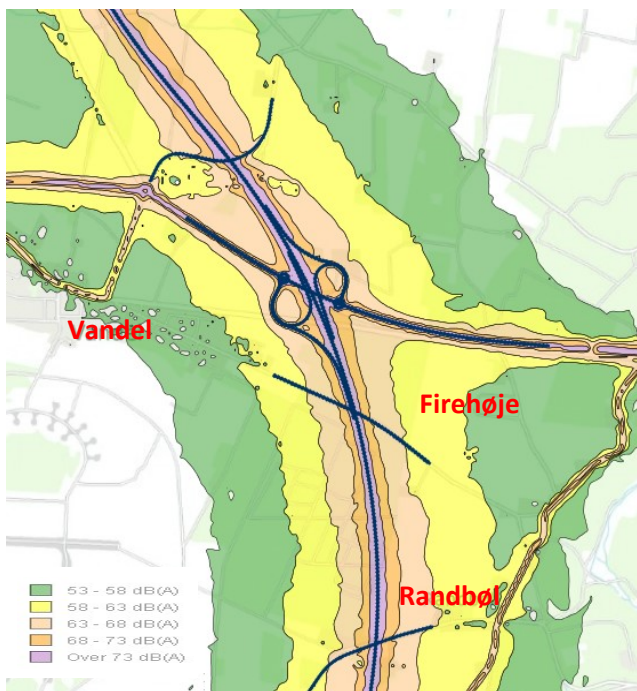 Vandel
Firehøje
Randbøl
53 - 58 dB(A)
58 - 63 dB(A)
63 - 68 dB(A)
68 - 73 dB(A)
Over 73 dB(A)